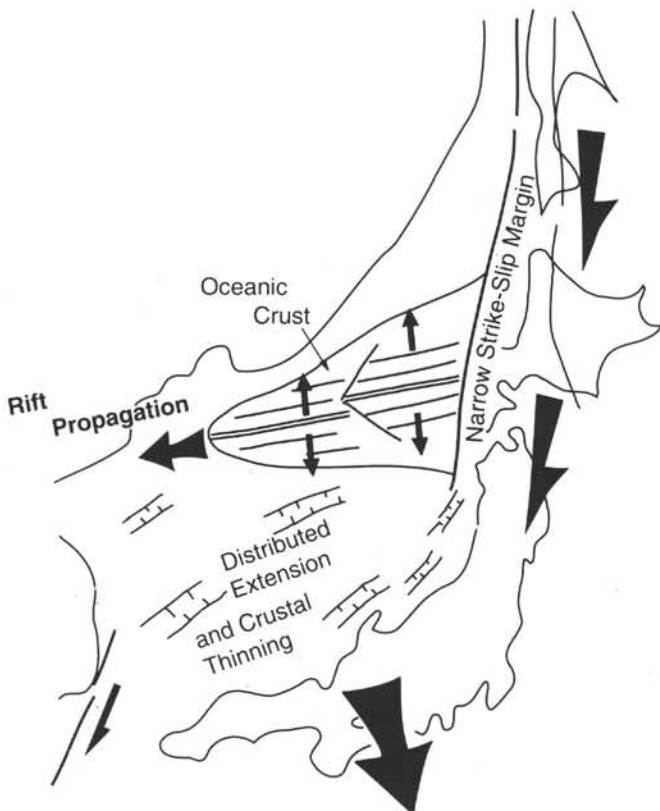 Narrow Strike-Slip Margin
Oceanic
Crust
Rift
Propagation
Distributed
Extension
and Crustal
Thinning